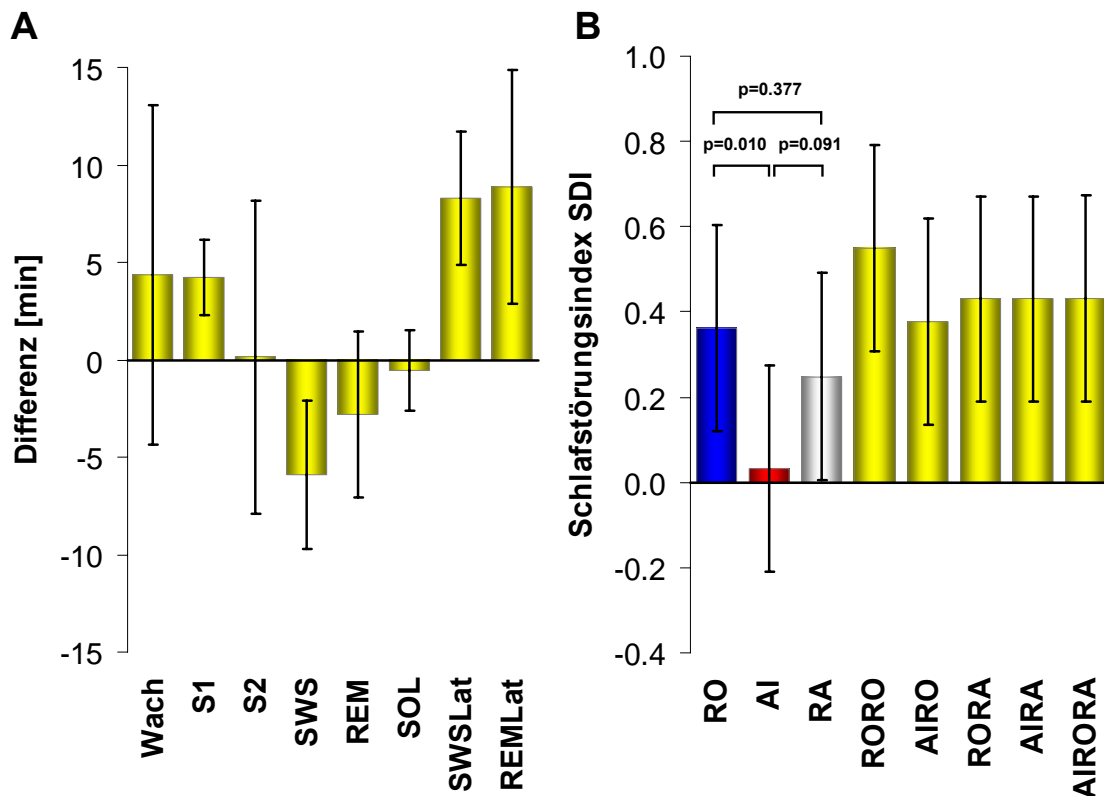 A
Differenz [min]
15
10
5
0
-5
-10
-15
Wach
S1
S2
SWS
REM
SOL
SWSLat
REMLat
B
Schlafstörungsindex SDI
1.0
0.8
0.6
0.4
0.2
0.0
-0.2
-0.4
p=0.377
p=0.010
p=0.091
RO
AI
RA
RORO
AIRO
RORA
AIRA
AIRORA